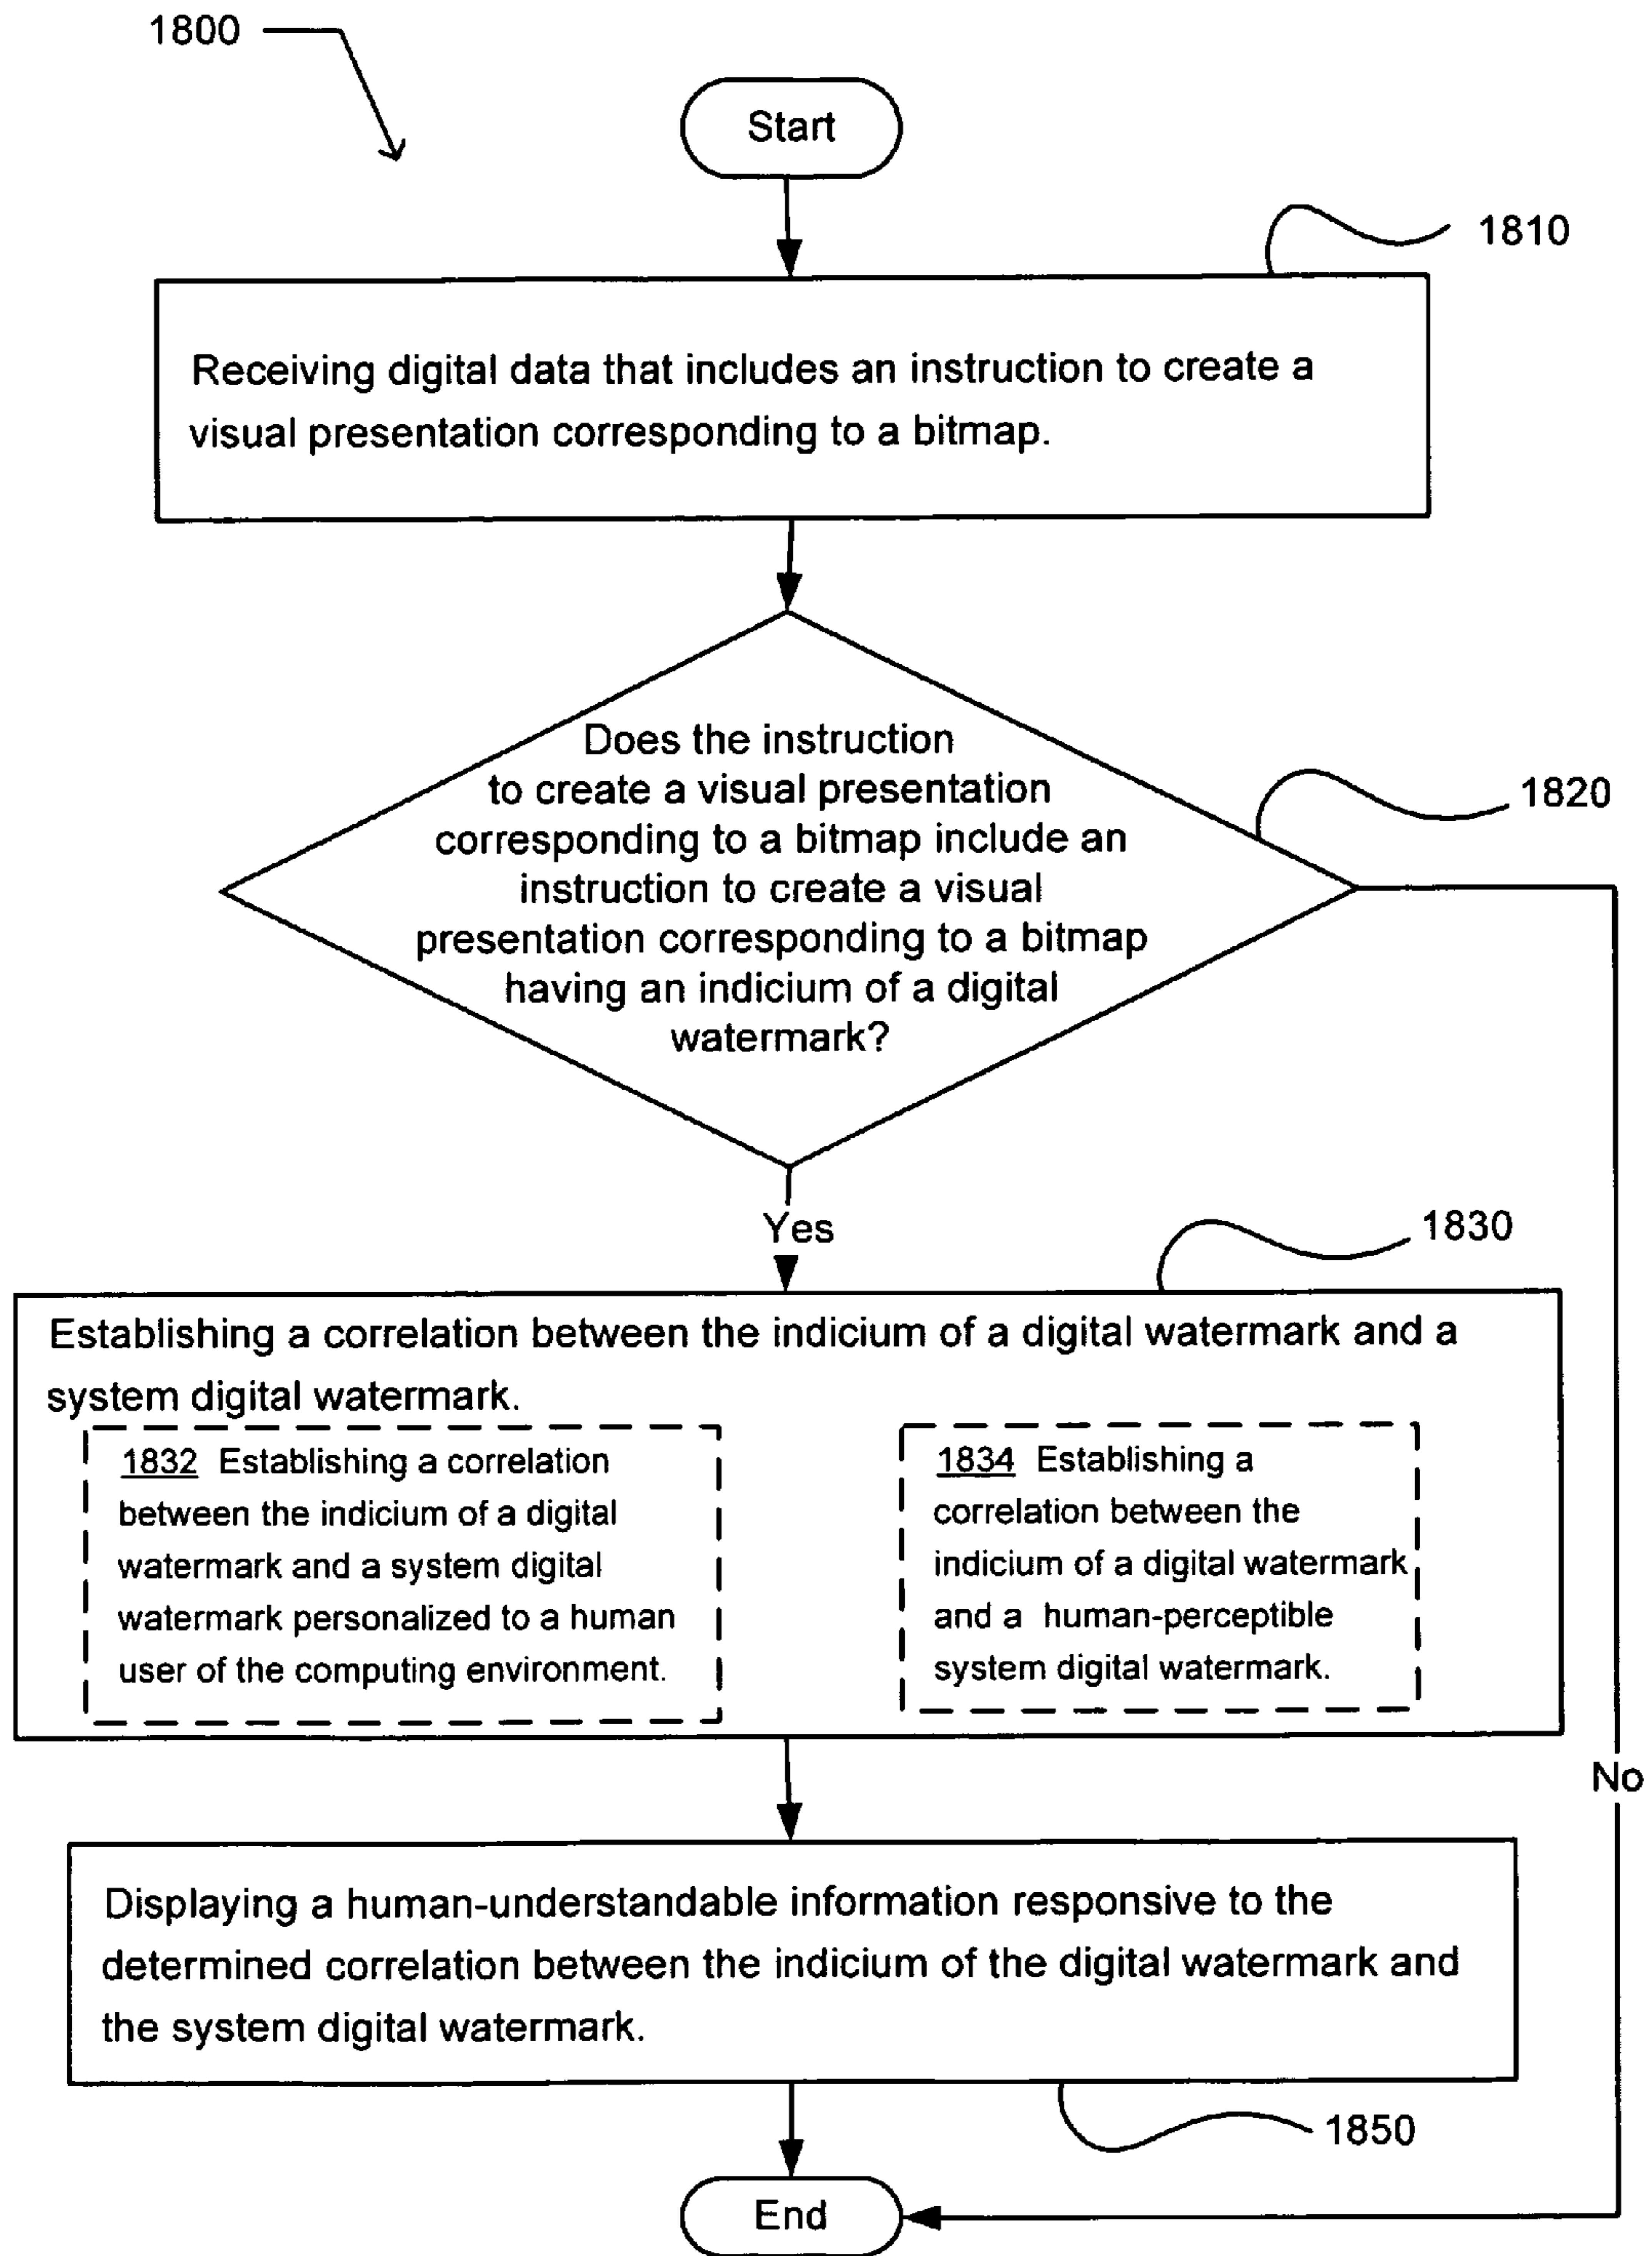 1800
Start
1810
Receiving digital data that includes an instruction to create a
visual presentation corresponding to a bitmap.
Does the instruction
to create a visual presentation
corresponding to a bitmap include an
instruction to create a visual
presentation corresponding to a bitmap
having an indicium of a digital
watermark?
1820
Yes
1830
Establishing a correlation between the indicium of a digital watermark and a
system digital watermark.
1832 Establishing a correlation
between the indicium of a digital
watermark and a system digital
watermark personalized to a human
user of the computing environment.
1834 Establishing a
correlation between the
indicium of a digital watermark
and a human-perceptible
system digital watermark.
No
Displaying a human-understandable information responsive to the
determined correlation between the indicium of the digital watermark and
the system digital watermark.
1850
End